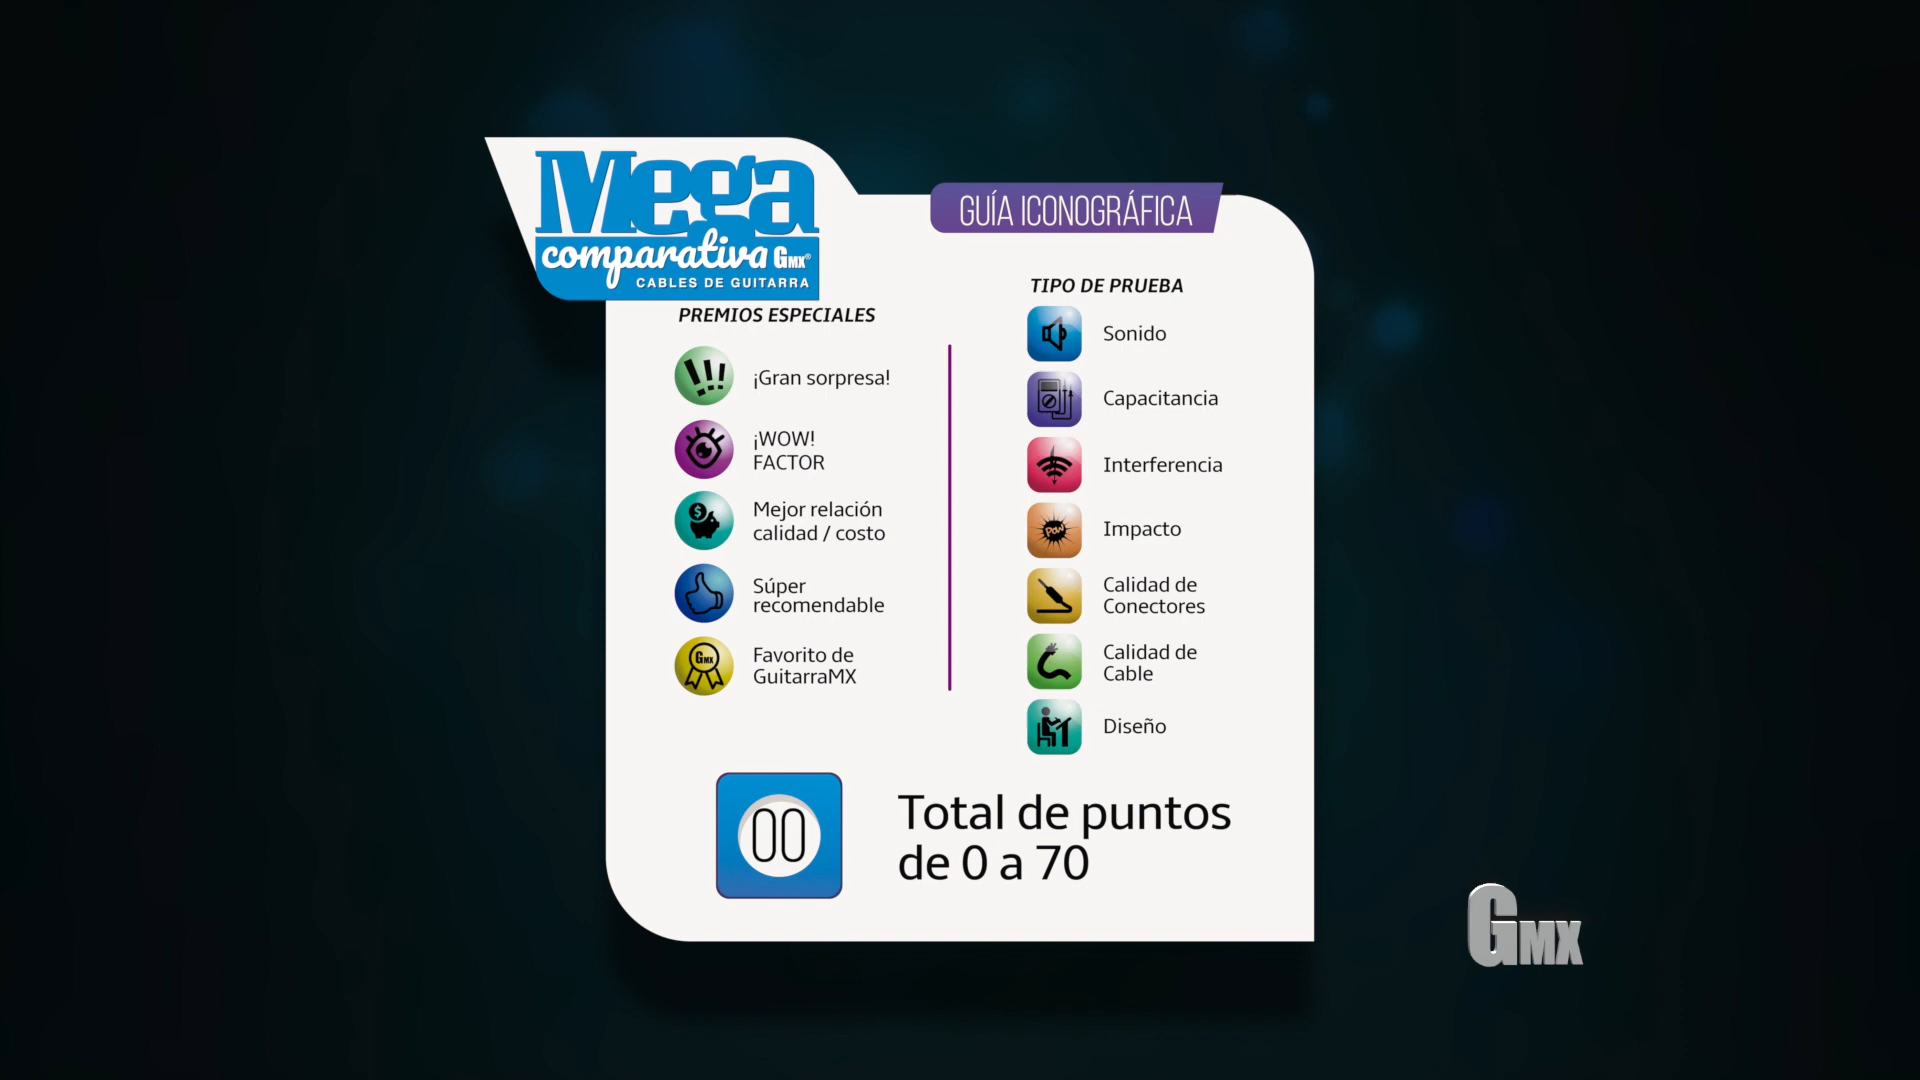 Mega
comparativa GMX®
CABLES DE GUITARRA
GUÍA ICONOGRÁFICA
PREMIOS ESPECIALES
¡Gran sorpresa!
¡WOW!
FACTOR
$
Mejor relación
calidad / costo
Súper
recomendable
GMX
Favorito de
GuitarraMX
TIPO DE PRUEBA
Sonido
Capacitancia
Interferencia
POW
Impacto
Calidad de
Conectores
Calidad de
Cable
Diseño
00
Total de puntos
de 0 a 70
GMX